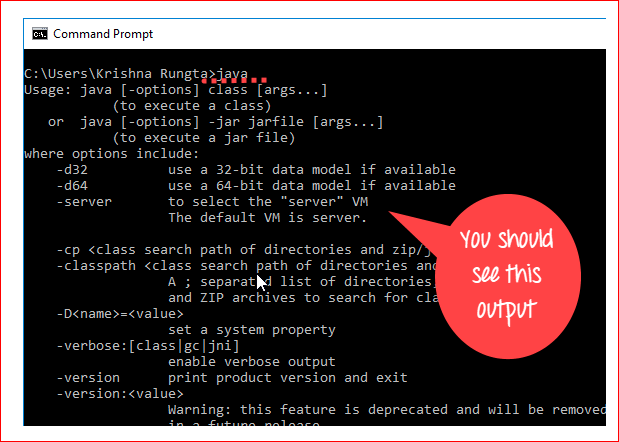 Command Prompt
C:\Users\Krishna Rungta>java
Usage: java [-options] class [args...]
(to execute a class)
or java [-options] -jar jarfile [args...]
(to execute a jar file)
where options include:
-d32 use a 32-bit data model if available
-d64 use a 64-bit data model if available
-server to select the "server" VM
The default VM is server.
-cp <class search path of directories and zip/j
-classpath <class search path of directories and
A ; separated list of directories,
and ZIP archives to search for cla
-D<name>=<value>
set a system property
-verbose:[class|gc|jni]
enable verbose output
-version print product version and exit
-version:<value>
Warning: this feature is deprecated and will be removed
in a future release.
You should
see this
output